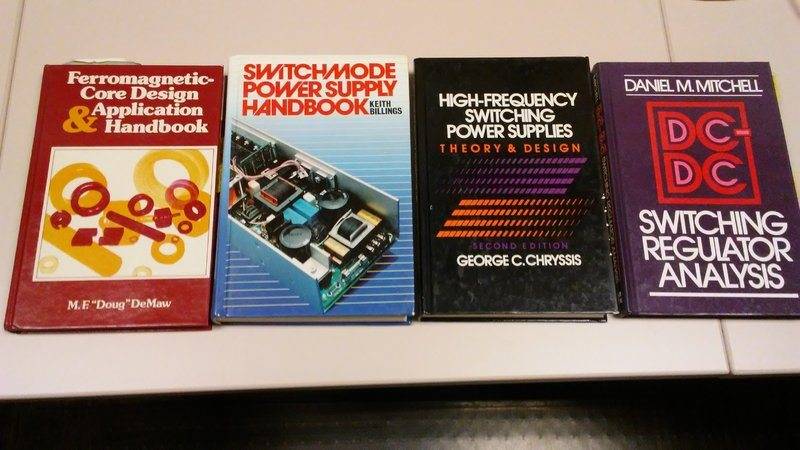 Ferromagnetic-
Core Design
& Application
Handbook
M. F. "Doug" DeMaw
SWITCHMODE
POWER SUPPLY
HANDBOOK
KEITH
BILLINGS
HIGH-FREQUENCY
SWITCHING
POWER SUPPLIES
THEORY & DESIGN
SECOND EDITION
GEORGE C. CHRYSSIS
DANIEL M. MITCHELL
DC-
DC
SWITCHING
REGULATOR
ANALYSIS